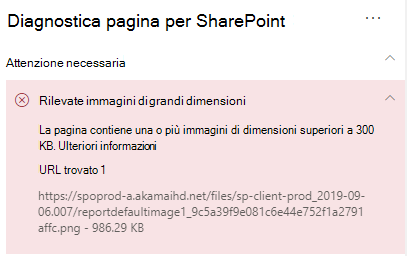 Diagnostica pagina per SharePoint
...
Attenzione necessaria
Rilevate immagini di grandi dimensioni
La pagina contiene una o più immagini di dimensioni superiori a 300
KB. Ulteriori informazioni
URL trovato 1
https://spoprod-a.akamaihd.net/files/sp-client-prod_2019-09-
06.007/reportdefaultimage1_9c5a39f9e081c6e44e752f1a2791
affc.png - 986.29 KB